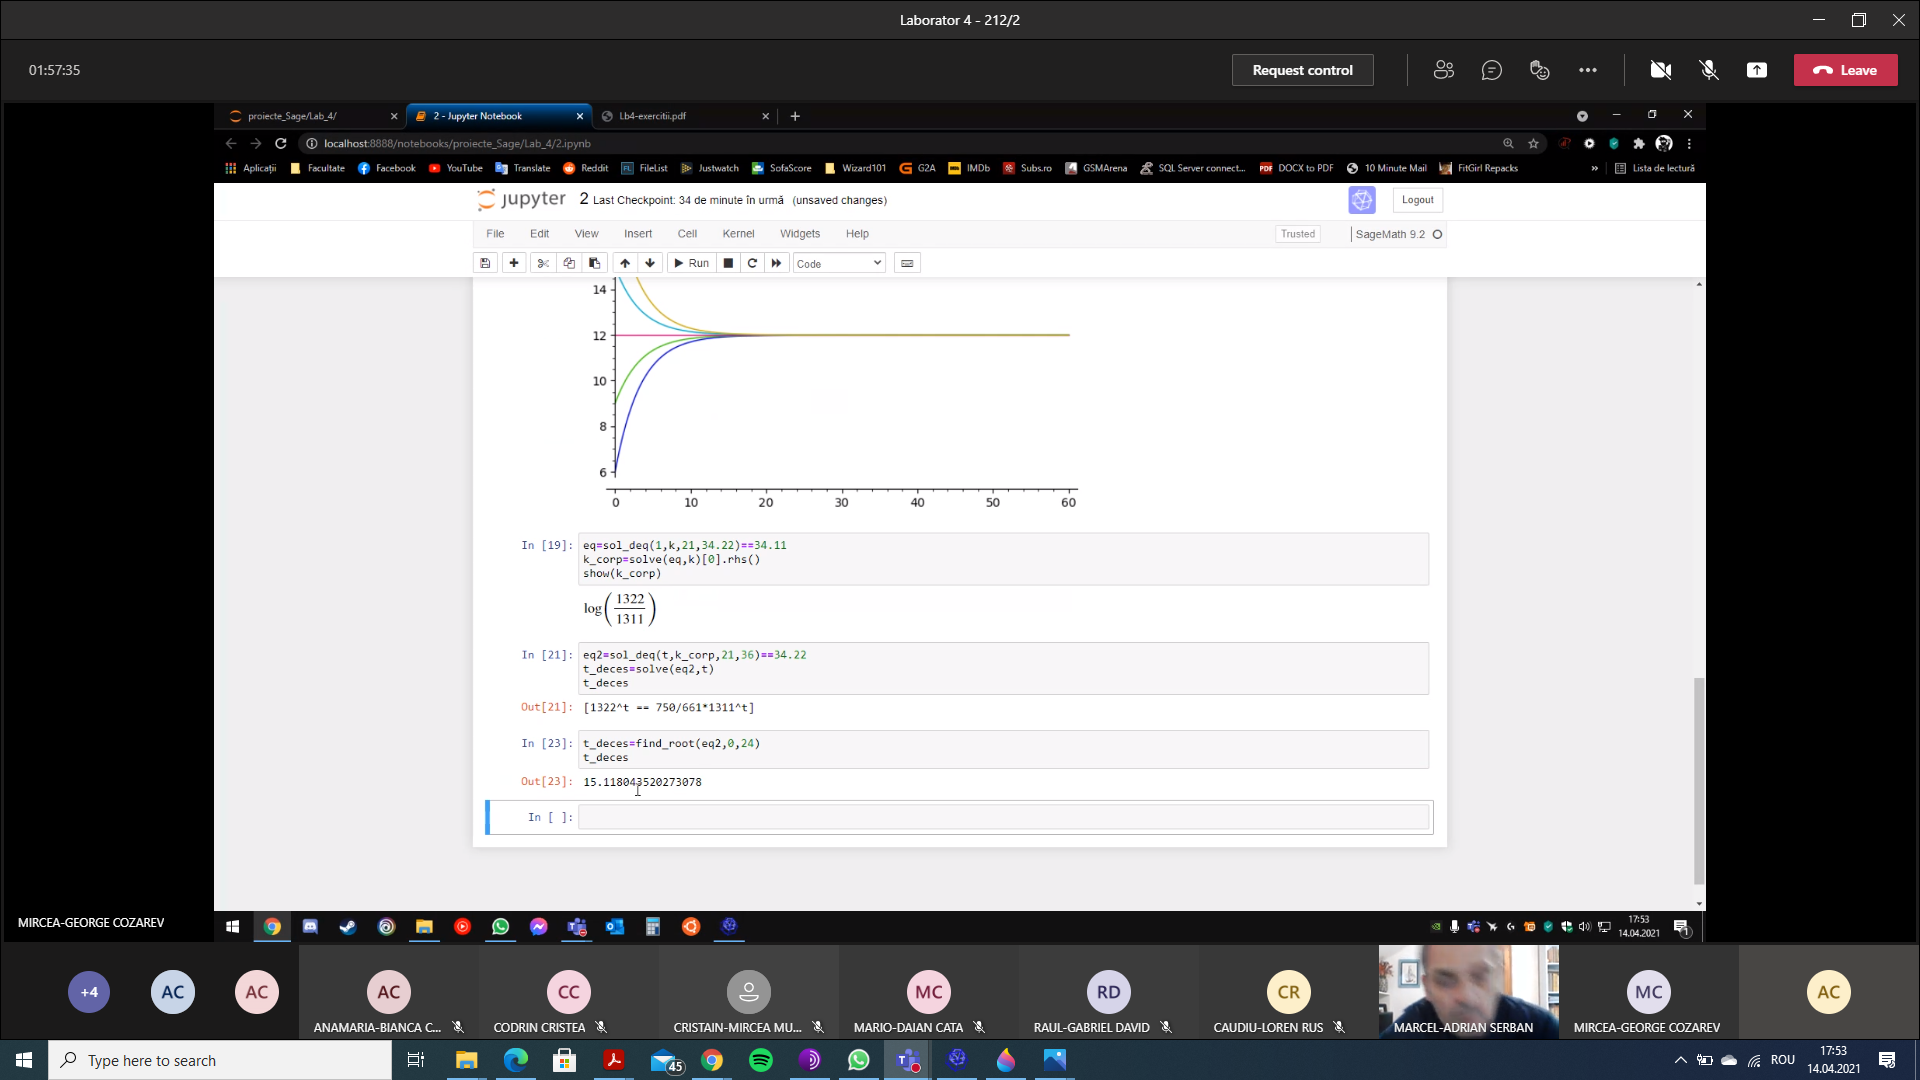 Laborator 4 - 212/2
01:57:35
Request control
Leave
proiecte_Sage/Lab_4/
2 - Jupyter Notebook
Lb4-exercitii.pdf
localhost:8888/notebooks/proiecte_Sage/Lab_4/2.ipynb
Aplicații Facultate Facebook YouTube Translate Reddit FileList Justwatch SofaScore Wizard101 G2A IMDb Subs.ro GSMArena SQL Server connect... DOCX to PDF 10 Minute Mail FitGirl Repacks » Lista de lectură
jupyter 2 Last Checkpoint: 34 de minute în urmă (unsaved changes)
Logout
File Edit View Insert Cell Kernel Widgets Help
Trusted
SageMath 9.2
Run
Code
14
12
10
8
6
0 10 20 30 40 50 60
In [19]: eq=sol_deq(1,k,21,34.22)==34.11
k_corp=solve(eq,k)[0].rhs()
show(k_corp)
log(1322/1311)
In [21]: eq2=sol_deq(t,k_corp,21,36)==34.22
t_deces=solve(eq2,t)
t_deces
Out[21]: [1322^t == 750/661*1311^t]
In [23]: t_deces=find_root(eq2,0,24)
t_deces
Out[23]: 15.118043520273078
In [ ]:
MIRCEA-GEORGE COZAREV
17:53
14.04.2021
1
+4
AC
AC
AC
ANAMARIA-BIANCA C...
CC
CODRIN CRISTEA
CRISTAIN-MIRCEA MU...
MC
MARIO-DAIAN CATA
RD
RAUL-GABRIEL DAVID
CR
CAUDIU-LOREN RUS
MARCEL-ADRIAN SERBAN
MC
MIRCEA-GEORGE COZAREV
AC
Type here to search
45
ROU
17:53
14.04.2021